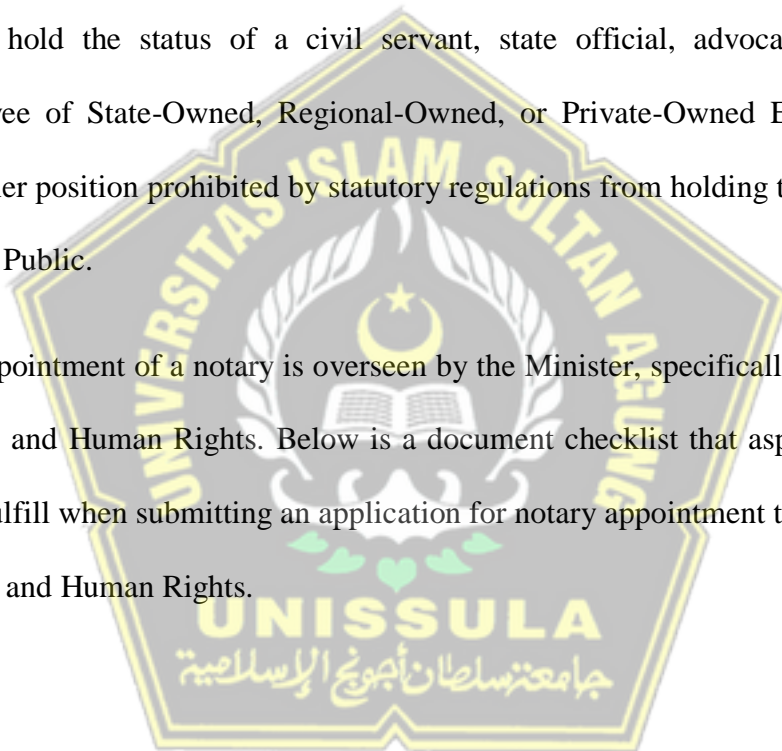 hold the status of a civil servant, state official, advoca
ee of State-Owned, Regional-Owned, or Private-Owned E
er position prohibited by statutory regulations from holding t
Public.
UNIVERSITAS ISLAM SULTAN AGUNG
pointment of a notary is overseen by the Minister, specificall
and Human Rights. Below is a document checklist that asp
ulfill when submitting an application for notary appointment t
and Human Rights.
UNISSULA
جامعة سلطان أجونج الإسلامية